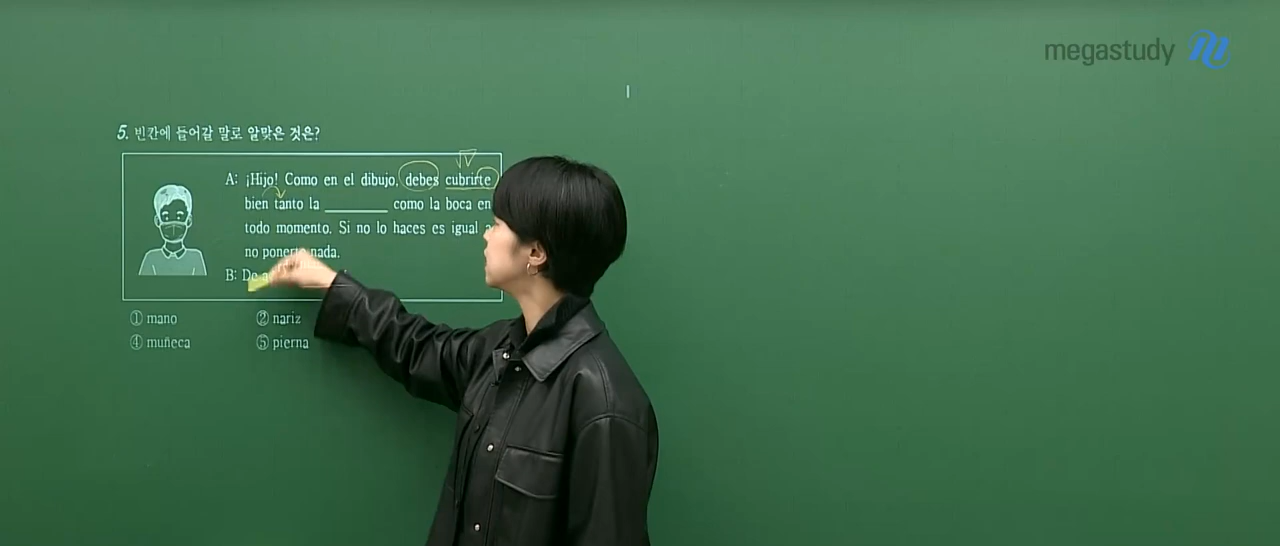 megastudy
5. 빈칸에 들어갈 말로 알맞은 것은?
A: ¡Hijo! Como en el dibujo, debes cubrirte
bien tanto la ________ como la boca en
todo momento. Si no lo haces es igual
no ponerte nada.
B: De
① mano ② nariz
④ muñeca ⑤ pierna